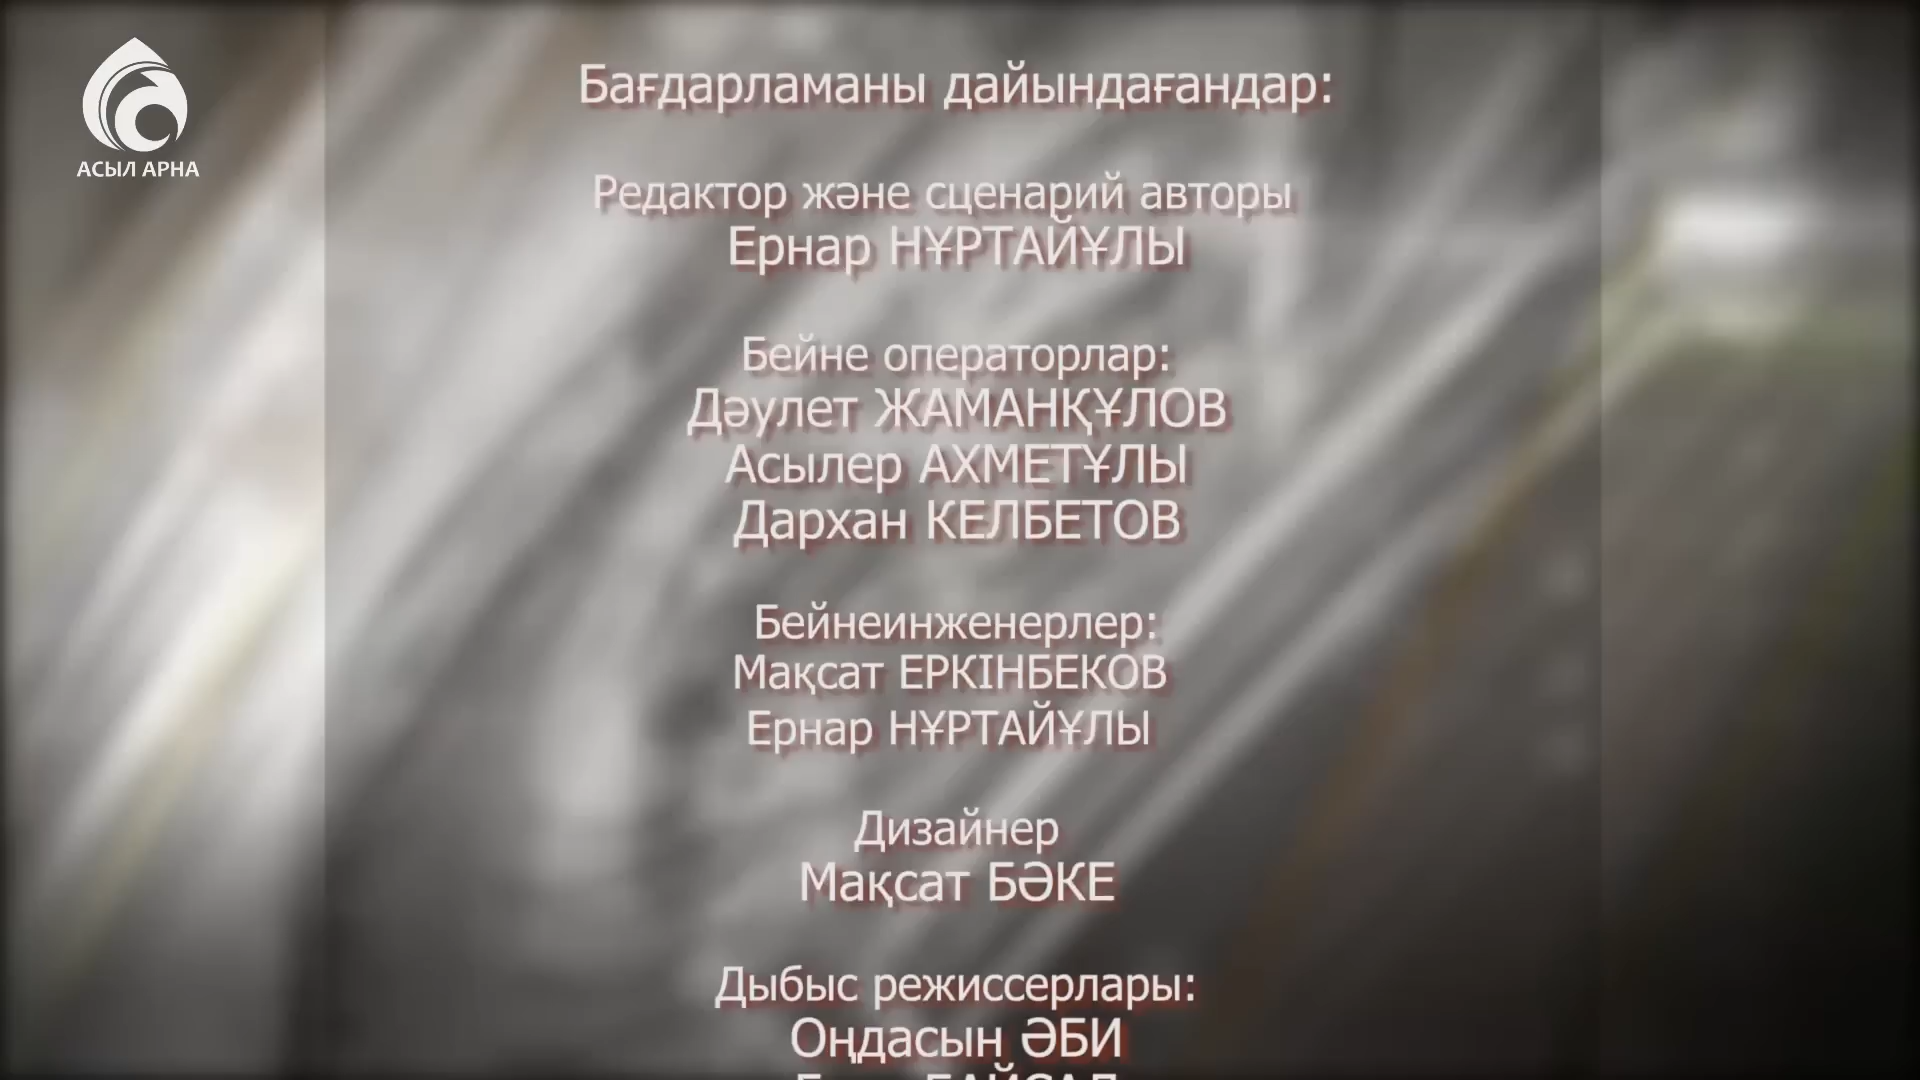 АСЫЛ АРНА
Бағдарламаны дайындағандар:
Редактор және сценарий авторы
Ернар НҰРТАЙҰЛЫ
Бейне операторлар:
Дәулет ЖАМАНҚҰЛОВ
Асылер АХМЕТҰЛЫ
Дархан КЕЛБЕТОВ
Бейнеинженерлер:
Мақсат ЕРКІНБЕКОВ
Ернар НҰРТАЙҰЛЫ
Дизайнер
Мақсат БӘКЕ
Дыбыс режиссерлары:
Оңдасын ӘБИ